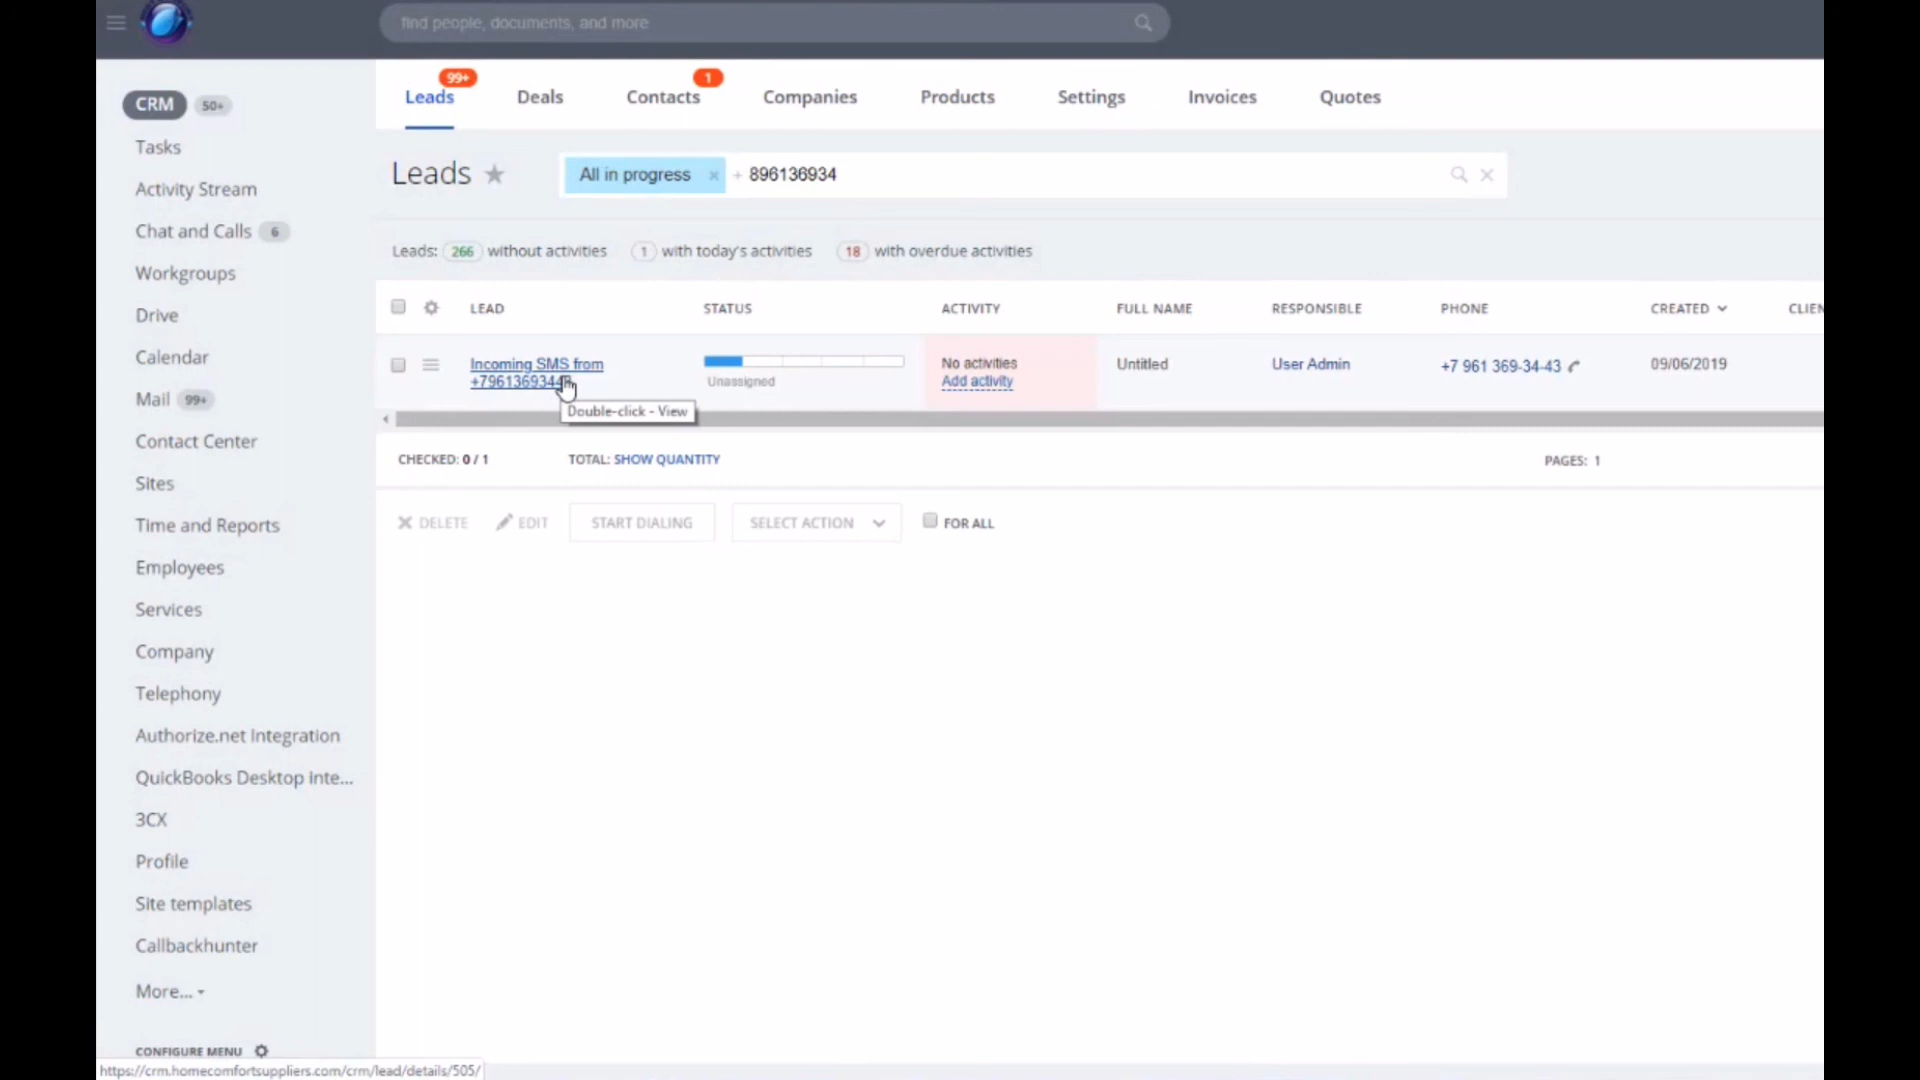 find people, documents, and more
CRM 50+
Tasks
Activity Stream
Chat and Calls 6
Workgroups
Drive
Calendar
Mail 99+
Contact Center
Sites
Time and Reports
Employees
Services
Company
Telephony
Authorize.net Integration
QuickBooks Desktop Inte...
3CX
Profile
Site templates
Callbackhunter
More...
CONFIGURE MENU
99+ 1
Leads Deals Contacts Companies Products Settings Invoices Quotes
Leads All in progress × + 896136934
Leads: 266 without activities 1 with today's activities 18 with overdue activities
LEAD STATUS ACTIVITY FULL NAME RESPONSIBLE PHONE CREATED CLIEN
Incoming SMS from No activities Untitled User Admin +7 961 369-34-43 09/06/2019
Unassigned Add activity
Double-click - View
CHECKED: 0 / 1 TOTAL: SHOW QUANTITY PAGES: 1
DELETE EDIT START DIALING SELECT ACTION FOR ALL
https://crm.homecomfortsuppliers.com/crm/lead/details/505/